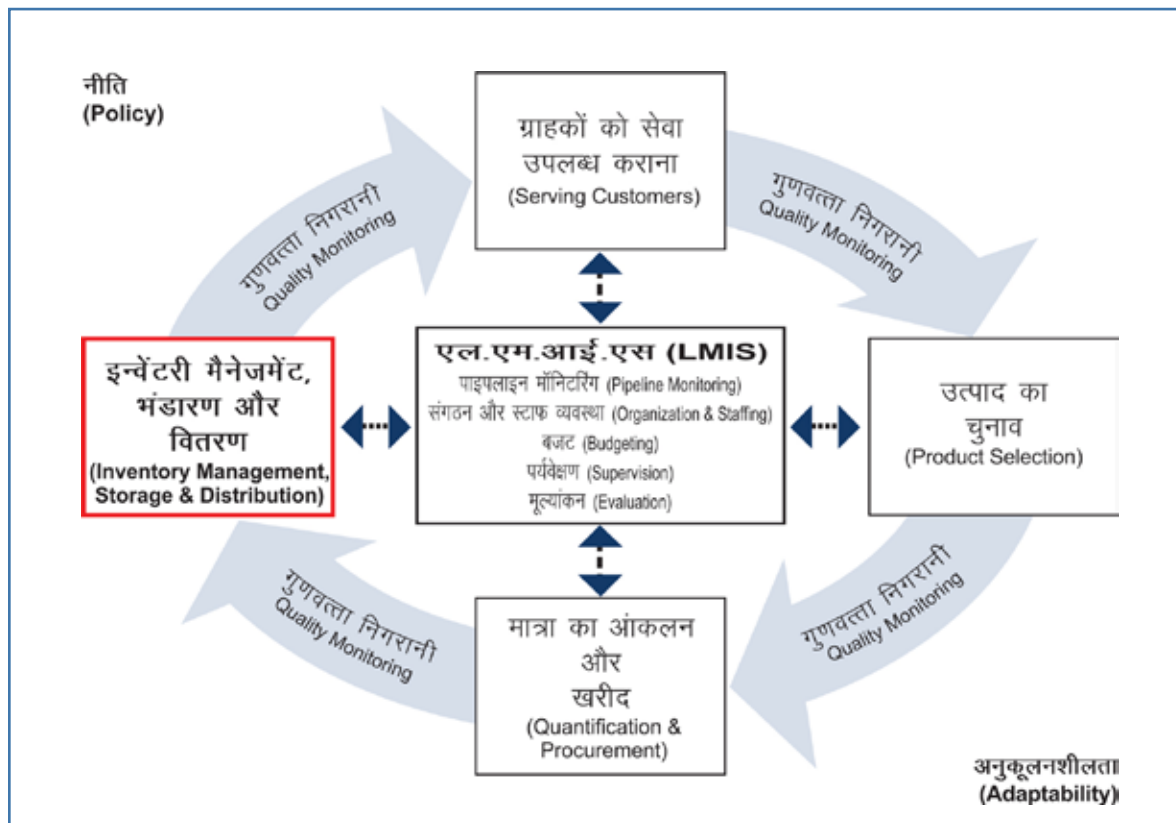 नीति
(Policy)
ग्राहकों को सेवा
उपलब्ध कराना
(Serving Customers)
गुणवत्ता निगरानी
Quality Monitoring
गुणवत्ता निगरानी
Quality Monitoring
इन्वेंटरी मैनेजमेंट,
भंडारण और
वितरण
(Inventory Management,
Storage & Distribution)
एल.एम.आई.एस (LMIS)
पाइपलाइन मॉनिटरिंग (Pipeline Monitoring)
संगठन और स्टाफ व्यवस्था (Organization & Staffing)
बजट (Budgeting)
पर्यवेक्षण (Supervision)
मूल्यांकन (Evaluation)
उत्पाद का
चुनाव
(Product Selection)
गुणवत्ता निगरानी
Quality Monitoring
मात्रा का आंकलन
और
खरीद
(Quantification &
Procurement)
गुणवत्ता निगरानी
Quality Monitoring
अनुकूलनशीलता
(Adaptability)